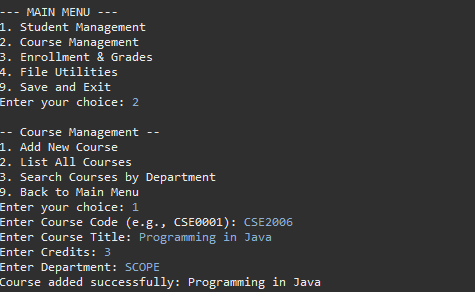 --- MAIN MENU ---
1. Student Management
2. Course Management
3. Enrollment & Grades
4. File Utilities
9. Save and Exit
Enter your choice: 2
-- Course Management --
1. Add New Course
2. List All Courses
3. Search Courses by Department
9. Back to Main Menu
Enter your choice: 1
Enter Course Code (e.g., CSE0001): CSE2006
Enter Course Title: Programming in Java
Enter Credits: 3
Enter Department: SCOPE
Course added successfully: Programming in Java